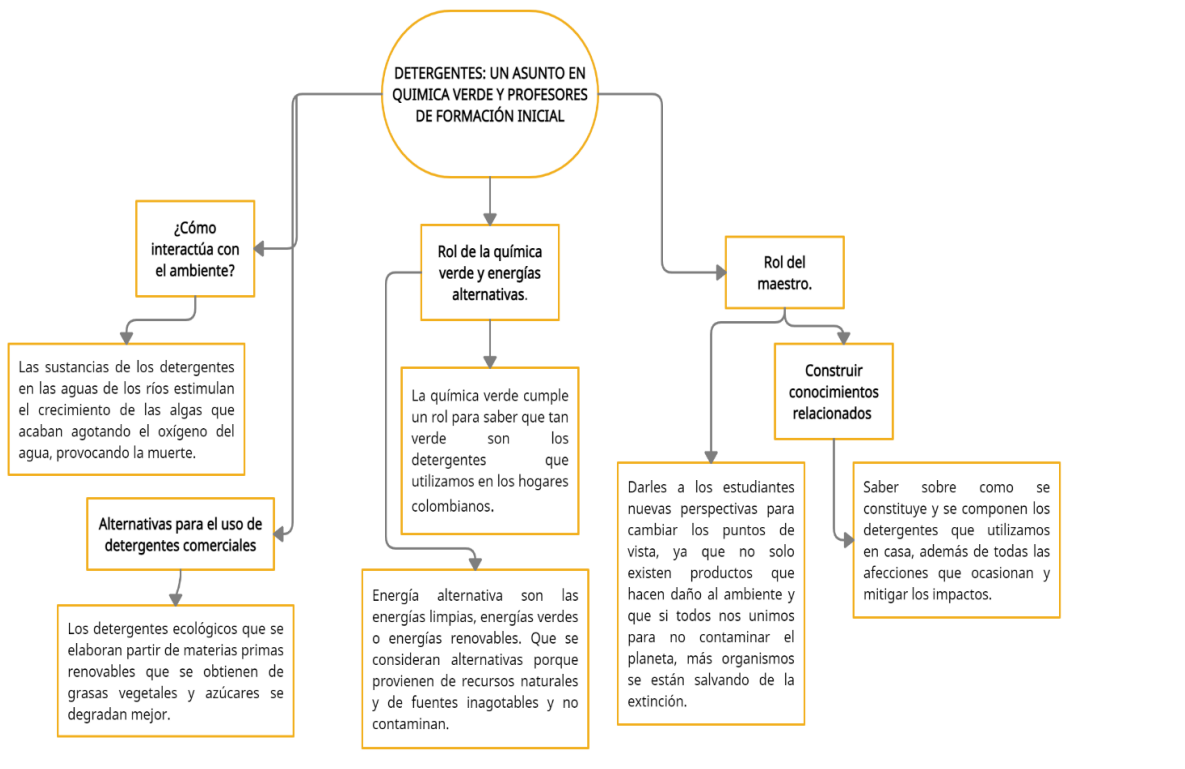 DETERGENTES: UN ASUNTO EN
QUIMICA VERDE Y PROFESORES
DE FORMACIÓN INICIAL
¿Cómo
interactúa con
el ambiente?
Las sustancias de los detergentes
en las aguas de los ríos estimulan
el crecimiento de las algas que
acaban agotando el oxígeno del
agua, provocando la muerte.
Alternativas para el uso de
detergentes comerciales
Los detergentes ecológicos que se
elaboran partir de materias primas
renovables que se obtienen de
grasas vegetales y azúcares se
degradan mejor.
Rol de la química
verde y energías
alternativas.
La química verde cumple
un rol para saber que tan
verde son los
detergentes que
utilizamos en los hogares
colombianos.
Energía alternativa son las
energías limpias, energías verdes
o energías renovables. Que se
consideran alternativas porque
provienen de recursos naturales
y de fuentes inagotables y no
contaminan.
Rol del
maestro.
Darles a los estudiantes
nuevas perspectivas para
cambiar los puntos de
vista, ya que no solo
existen productos que
hacen daño al ambiente y
que si todos nos unimos
para no contaminar el
planeta, más organismos
se están salvando de la
extinción.
Construir
conocimientos
relacionados
Saber sobre como se
constituye y se componen los
detergentes que utilizamos
en casa, además de todas las
afecciones que ocasionan y
mitigar los impactos.